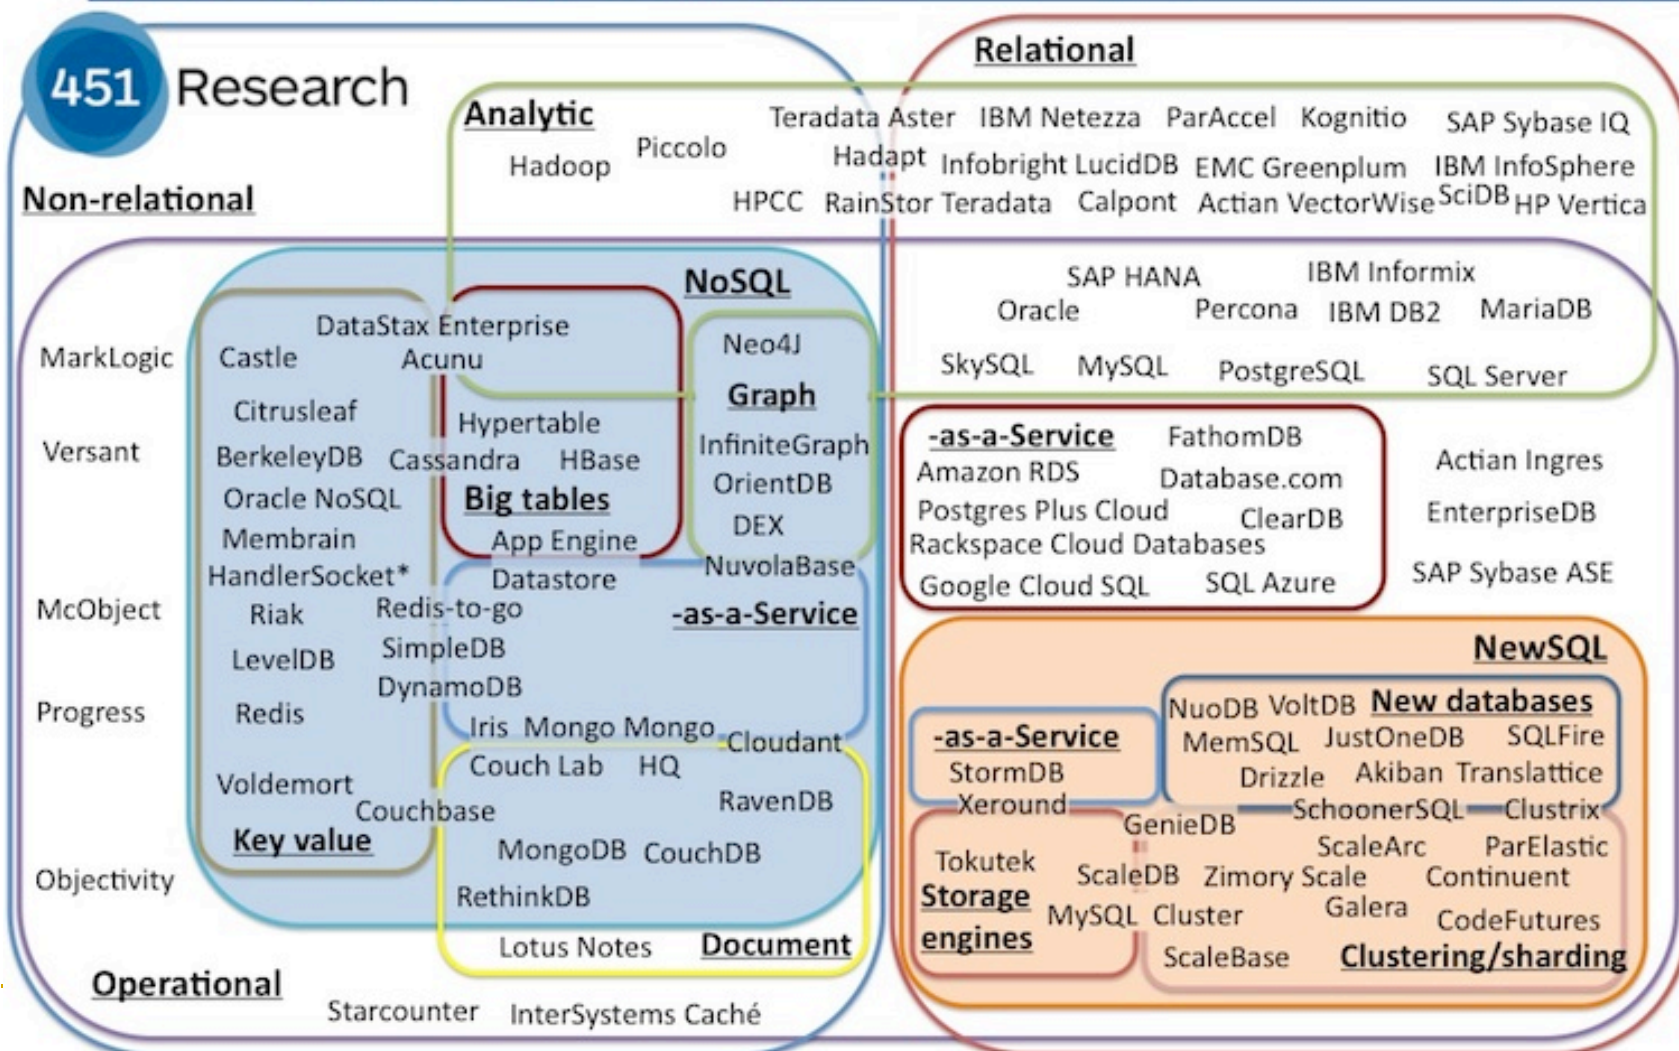 451 Research
Relational
Analytic
Teradata Aster IBM Netezza ParAccel Kognitio SAP Sybase IQ
Hadoop Piccolo Hadapt Infobright LucidDB EMC Greenplum IBM InfoSphere
HPCC RainStor Teradata Calpont Actian VectorWise SciDB HP Vertica
Non-relational
NoSQL
SAP HANA IBM Informix
Oracle Percona IBM DB2 MariaDB
SkySQL MySQL PostgreSQL SQL Server
MarkLogic
Versant
McObject
Progress
Objectivity
DataStax Enterprise
Castle Acunu
Citrusleaf
BerkeleyDB Cassandra
Oracle NoSQL
Membrain
HandlerSocket*
Riak Redis-to-go
LevelDB SimpleDB
DynamoDB
Redis
Voldemort
Couchbase
Key value
Hypertable
HBase
Big tables
App Engine
Datastore
Neo4J
Graph
InfiniteGraph
OrientDB
DEX
NuvolaBase
-as-a-Service
Iris Mongo Mongo Cloudant
Couch Lab HQ
RavenDB
MongoDB CouchDB
RethinkDB
Lotus Notes Document
Operational
Starcounter InterSystems Caché
-as-a-Service FathomDB
Amazon RDS Database.com
Postgres Plus Cloud ClearDB
Rackspace Cloud Databases
Google Cloud SQL SQL Azure
Actian Ingres
EnterpriseDB
SAP Sybase ASE
NewSQL
-as-a-Service
StormDB
Xeround
NuoDB VoltDB New databases
MemSQL JustOneDB SQLFire
Drizzle Akiban Translattice
SchoonerSQL Clustrix
GenieDB
ScaleArc ParElastic
Tokutek ScaleDB Zimory Scale Continuent
Storage
engines
MySQL Cluster Galera CodeFutures
ScaleBase Clustering/sharding